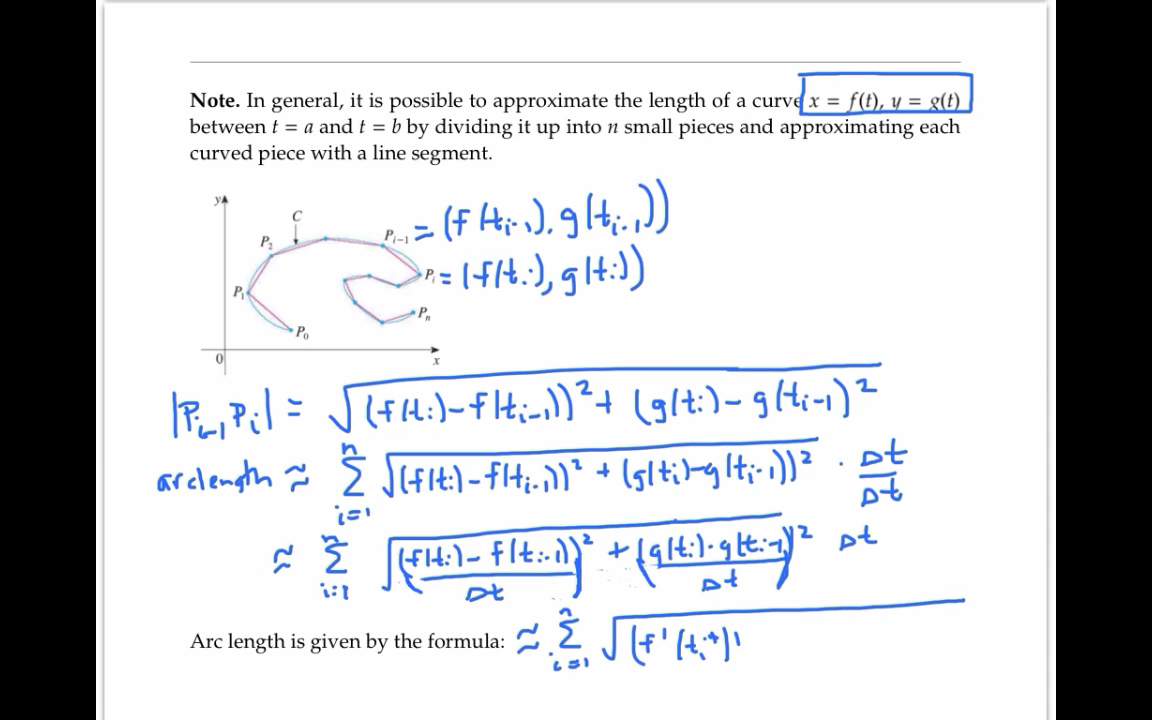 Note. In general, it is possible to approximate the length of a curve x = f(t), y = g(t)
between t = a and t = b by dividing it up into n small pieces and approximating each
curved piece with a line segment.
y
C
P₂
Pᵢ₋₁ = (f(tᵢ₋₁), g(tᵢ₋₁))
Pᵢ = (f(tᵢ), g(tᵢ))
P₁
Pₙ
P₀
0
x
|Pᵢ₋₁ Pᵢ| = √((f(tᵢ) − f(tᵢ₋₁))² + (g(tᵢ) − g(tᵢ₋₁)²
arc length ≈ Σ i=1 n √((f(tᵢ) − f(tᵢ₋₁))² + (g(tᵢ) − g(tᵢ₋₁))² · Δt/Δt
≈ Σ i=1 n √((f(tᵢ) − f(tᵢ₋₁))/Δt)² + (g(tᵢ) - g(tᵢ₋₁)/Δt)² Δt
Arc length is given by the formula: ≈ Σ i=1 n √(f'(tᵢ*)'